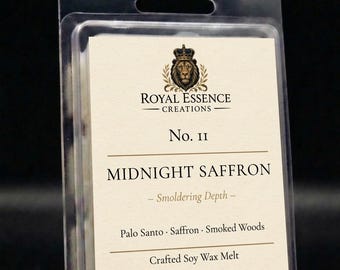 ROYAL ESSENCE
CREATIONS
No. 11
MIDNIGHT SAFFRON
– Smoldering Depth –
Palo Santo · Saffron · Smoked Woods
Crafted Soy Wax Melt